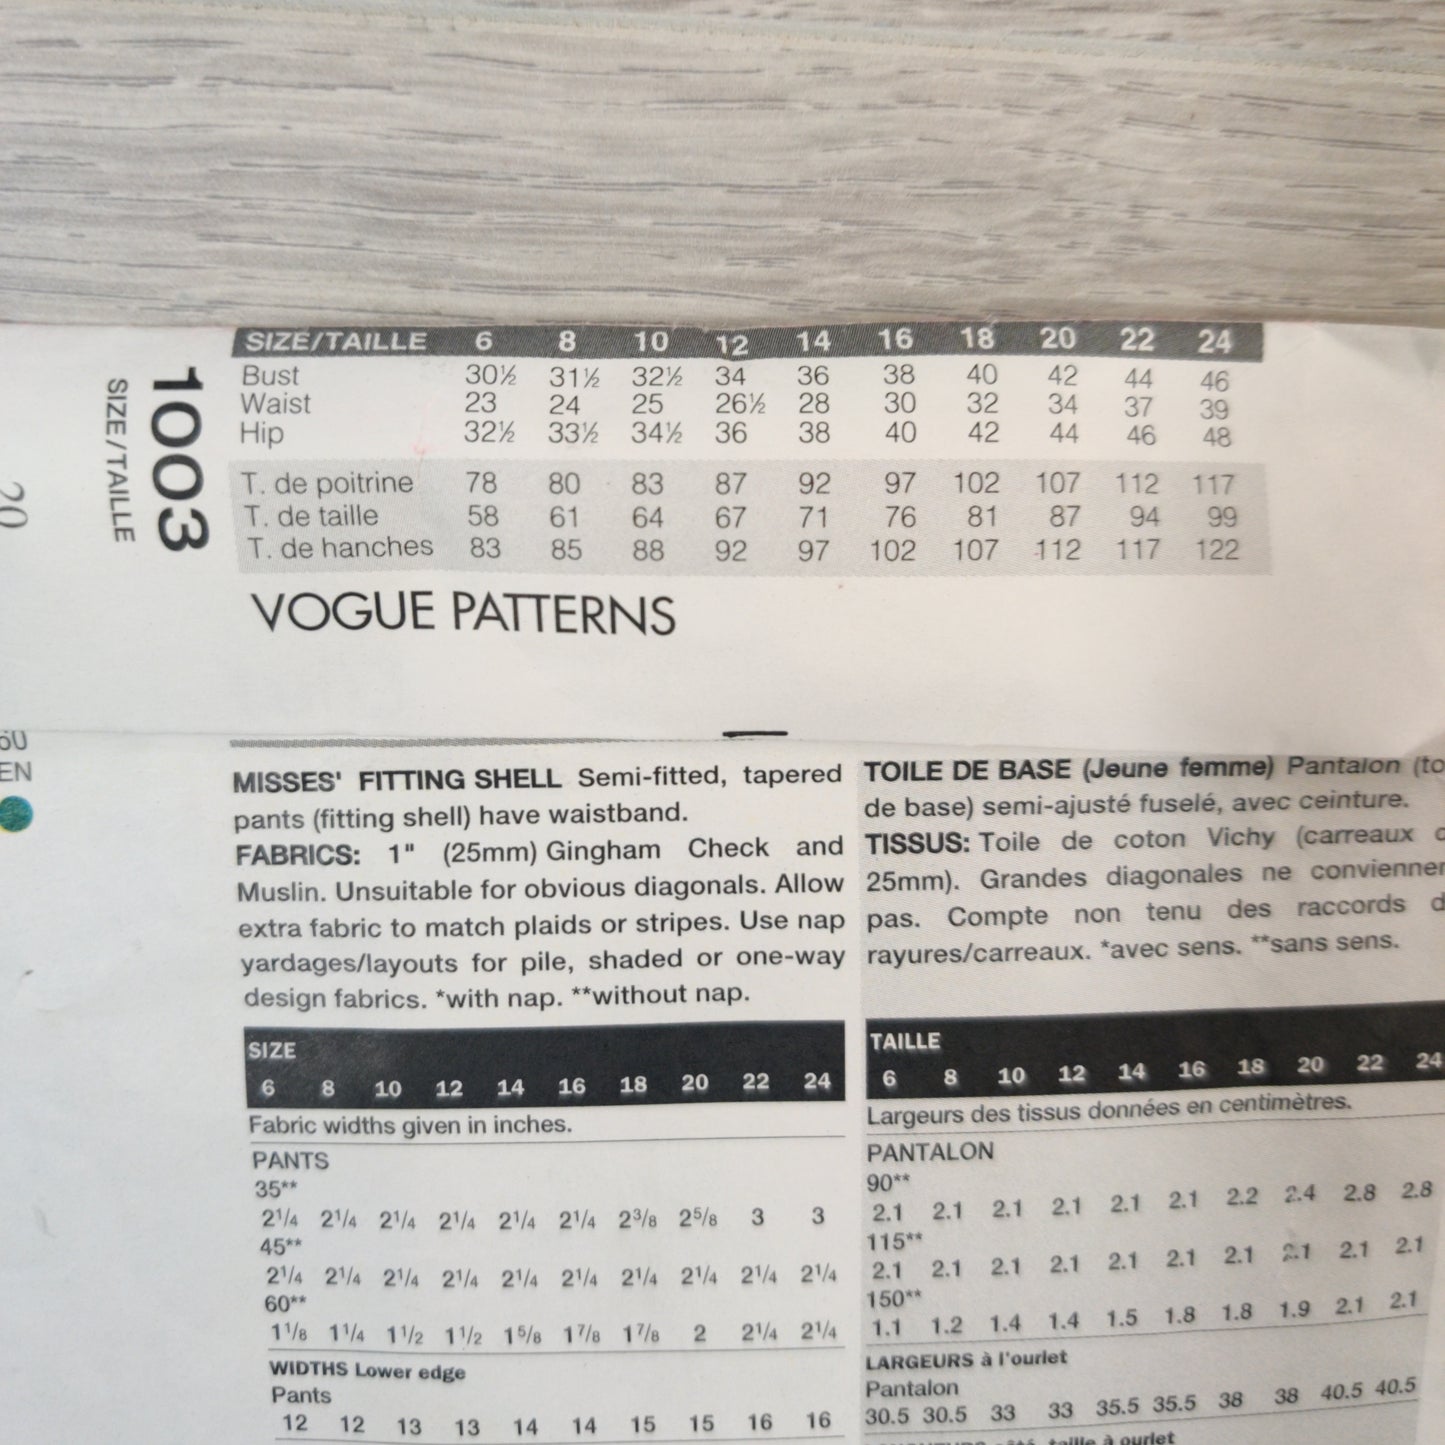 SIZE/TAILLE 6 8 10 12 14 16 18 20 22 24
Bust 30½ 31½ 32½ 34 36 38 40 42 44 46
Waist 23 24 25 26½ 28 30 32 34 37 39
Hip 32½ 33½ 34½ 36 38 40 42 44 46 48
T. de poitrine 78 80 83 87 92 97 102 107 112 117
T. de taille 58 61 64 67 71 76 81 87 94 99
T. de hanches 83 85 88 92 97 102 107 112 117 122
VOGUE PATTERNS
1003
SIZE/TAILLE
20
EN
MISSES' FITTING SHELL Semi-fitted, tapered
pants (fitting shell) have waistband.
FABRICS: 1" (25mm) Gingham Check and
Muslin. Unsuitable for obvious diagonals. Allow
extra fabric to match plaids or stripes. Use nap
yardages/layouts for pile, shaded or one-way
design fabrics. *with nap. **without nap.
SIZE
6 8 10 12 14 16 18 20 22 24
Fabric widths given in inches.
PANTS
35**
2¹/₄ 2¹/₄ 2¹/₄ 2¹/₄ 2¹/₄ 2¹/₄ 2³/₈ 2⁵/₈ 3 3
45**
2¹/₄ 2¹/₄ 2¹/₄ 2¹/₄ 2¹/₄ 2¹/₄ 2¹/₄ 2¹/₄ 2¹/₄ 2¹/₄
60**
1¹/₈ 1¹/₄ 1¹/₂ 1¹/₂ 1⁵/₈ 1⁷/₈ 1⁷/₈ 2 2¹/₄ 2¹/₄
WIDTHS Lower edge
Pants
12 12 13 13 14 14 15 15 16 16
TOILE DE BASE (Jeune femme) Pantalon (to
de base) semi-ajusté fuselé, avec ceinture.
TISSUS: Toile de coton Vichy (carreaux
25mm). Grandes diagonales ne convienner
pas. Compte non tenu des raccords d
rayures/carreaux. *avec sens. **sans sens.
TAILLE
6 8 10 12 14 16 18 20 22 24
Largeurs des tissus données en centimètres.
PANTALON
90**
2.1 2.1 2.1 2.1 2.1 2.1 2.2 2.4 2.8 2.8
115**
2.1 2.1 2.1 2.1 2.1 2.1 2.1 2.1 2.1 2.1
150**
1.1 1.2 1.4 1.4 1.5 1.8 1.8 1.9 2.1 2.1
LARGEURS à l'ourlet
Pantalon
30.5 30.5 33 33 35.5 35.5 38 38 40.5 40.5
taille à ourlet